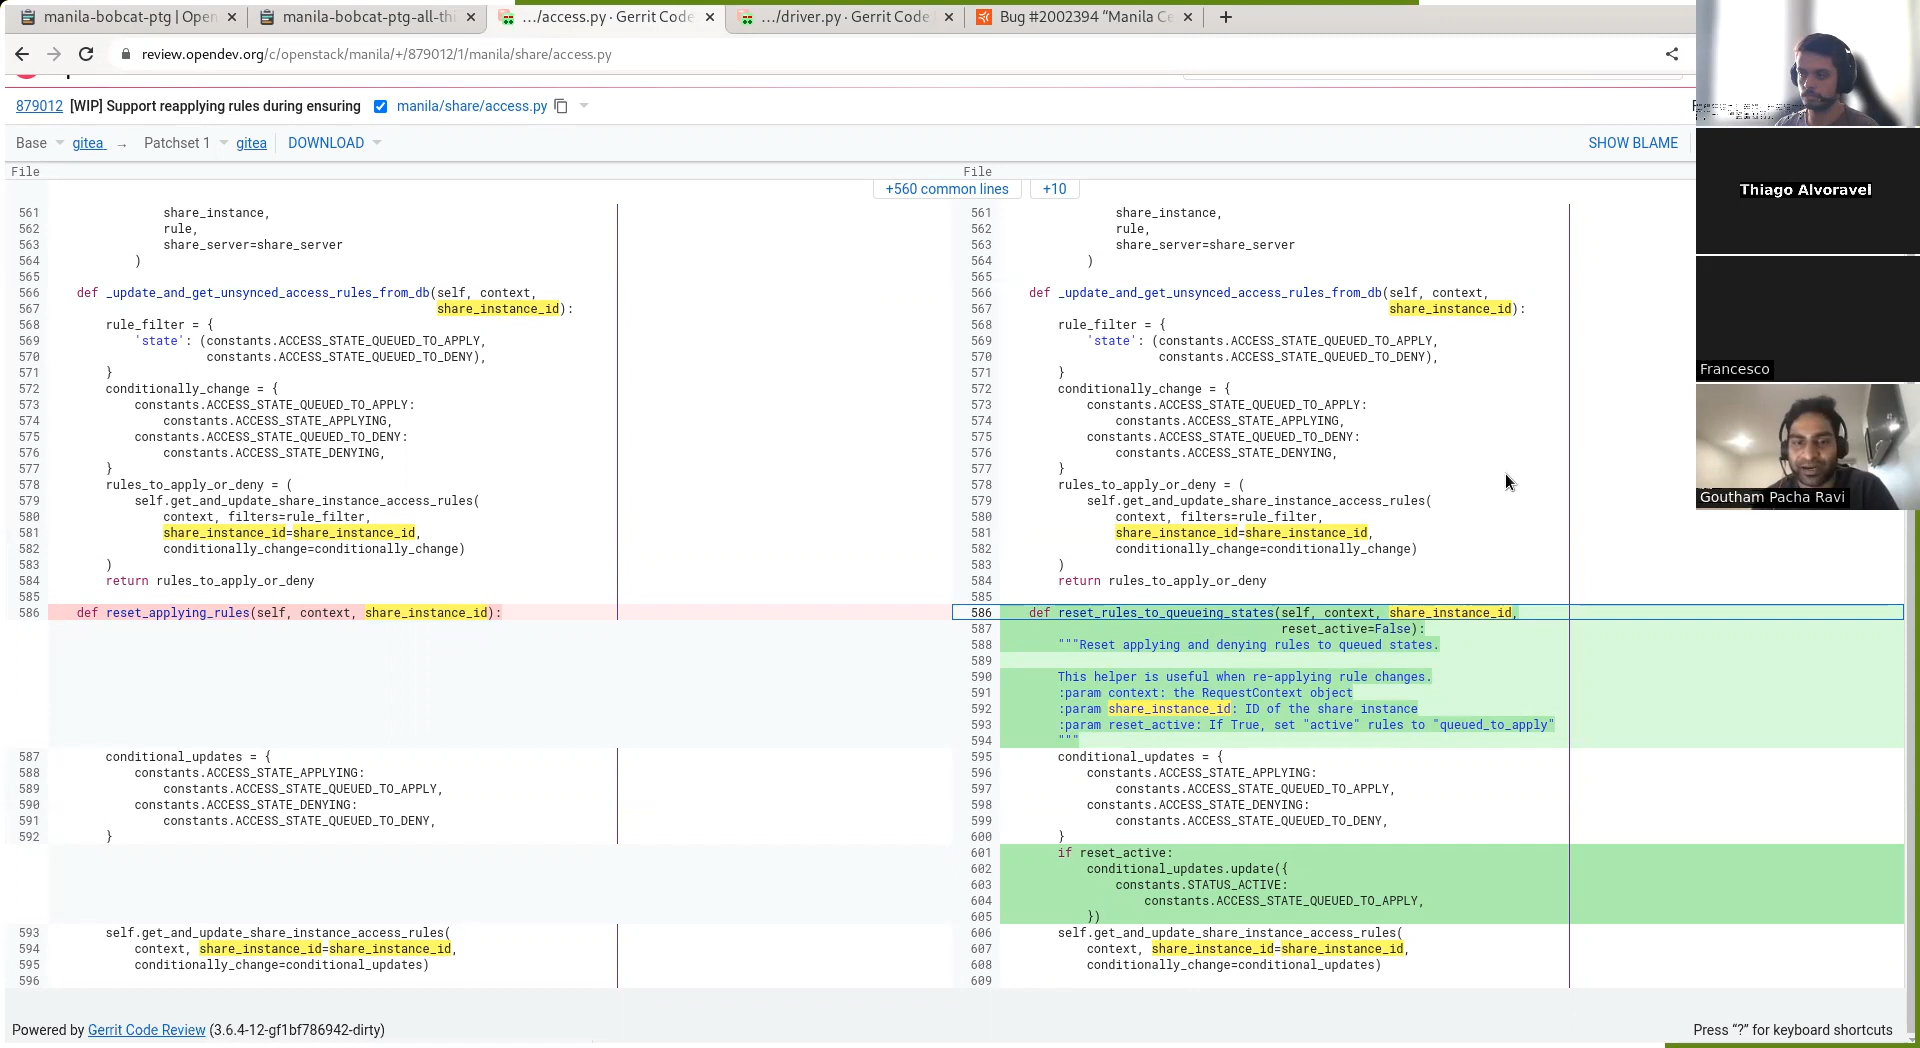 manila-bobcat-ptg | Open
manila-bobcat-ptg-all-thi
.../access.py · Gerrit Code
.../driver.py · Gerrit Code
Bug #2002394 “Manila Ce
review.opendev.org/c/openstack/manila/+/879012/1/manila/share/access.py
879012 [WIP] Support reapplying rules during ensuring manila/share/access.py
Base gitea → Patchset 1 gitea DOWNLOAD SHOW BLAME
File File
+560 common lines +10
561 share_instance,
562 rule,
563 share_server=share_server
564 )
565
566 def _update_and_get_unsynced_access_rules_from_db(self, context,
567 share_instance_id):
568 rule_filter = {
569 'state': (constants.ACCESS_STATE_QUEUED_TO_APPLY,
570 constants.ACCESS_STATE_QUEUED_TO_DENY),
571 }
572 conditionally_change = {
573 constants.ACCESS_STATE_QUEUED_TO_APPLY:
574 constants.ACCESS_STATE_APPLYING,
575 constants.ACCESS_STATE_QUEUED_TO_DENY:
576 constants.ACCESS_STATE_DENYING,
577 }
578 rules_to_apply_or_deny = (
579 self.get_and_update_share_instance_access_rules(
580 context, filters=rule_filter,
581 share_instance_id=share_instance_id,
582 conditionally_change=conditionally_change)
583 )
584 return rules_to_apply_or_deny
585
586 def reset_applying_rules(self, context, share_instance_id):
587 conditional_updates = {
588 constants.ACCESS_STATE_APPLYING:
589 constants.ACCESS_STATE_QUEUED_TO_APPLY,
590 constants.ACCESS_STATE_DENYING:
591 constants.ACCESS_STATE_QUEUED_TO_DENY,
592 }
593 self.get_and_update_share_instance_access_rules(
594 context, share_instance_id=share_instance_id,
595 conditionally_change=conditional_updates)
596
561 share_instance,
562 rule,
563 share_server=share_server
564 )
565
566 def _update_and_get_unsynced_access_rules_from_db(self, context,
567 share_instance_id):
568 rule_filter = {
569 'state': (constants.ACCESS_STATE_QUEUED_TO_APPLY,
570 constants.ACCESS_STATE_QUEUED_TO_DENY),
571 }
572 conditionally_change = {
573 constants.ACCESS_STATE_QUEUED_TO_APPLY:
574 constants.ACCESS_STATE_APPLYING,
575 constants.ACCESS_STATE_QUEUED_TO_DENY:
576 constants.ACCESS_STATE_DENYING,
577 }
578 rules_to_apply_or_deny = (
579 self.get_and_update_share_instance_access_rules(
580 context, filters=rule_filter,
581 share_instance_id=share_instance_id,
582 conditionally_change=conditionally_change)
583 )
584 return rules_to_apply_or_deny
585
586 def reset_rules_to_queueing_states(self, context, share_instance_id,
587 reset_active=False):
588 """Reset applying and denying rules to queued states.
589
590 This helper is useful when re-applying rule changes.
591 :param context: the RequestContext object
592 :param share_instance_id: ID of the share instance
593 :param reset_active: If True, set "active" rules to "queued_to_apply"
594 """
595 conditional_updates = {
596 constants.ACCESS_STATE_APPLYING:
597 constants.ACCESS_STATE_QUEUED_TO_APPLY,
598 constants.ACCESS_STATE_DENYING:
599 constants.ACCESS_STATE_QUEUED_TO_DENY,
600 }
601 if reset_active:
602 conditional_updates.update({
603 constants.STATUS_ACTIVE:
604 constants.ACCESS_STATE_QUEUED_TO_APPLY,
605 })
606 self.get_and_update_share_instance_access_rules(
607 context, share_instance_id=share_instance_id,
608 conditionally_change=conditional_updates)
609
Thiago Alvoravel
Francesco
Goutham Pacha Ravi
Powered by Gerrit Code Review (3.6.4-12-gf1bf786942-dirty)
Press “?” for keyboard shortcuts